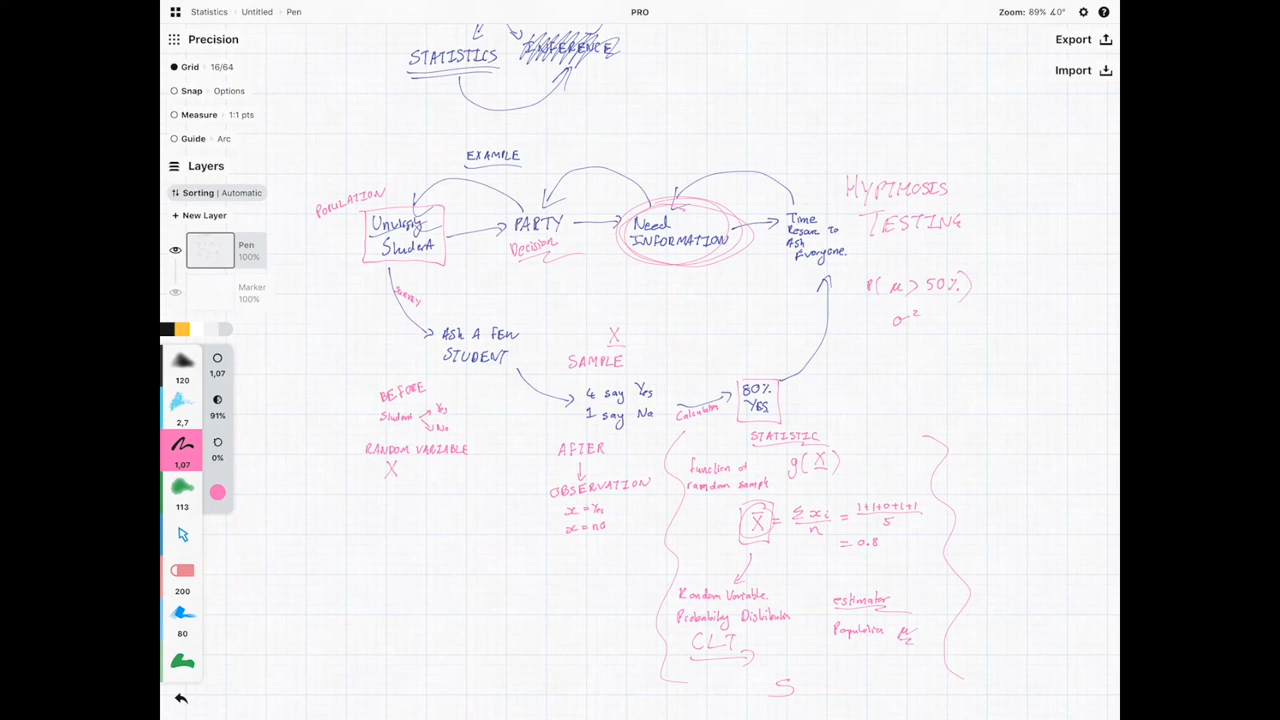 Statistics > Untitled > Pen
PRO
Zoom: 89% ∠0°
Precision
Grid > 16/64
Snap > Options
Measure > 1:1 pts
Guide > Arc
Layers
Sorting | Automatic
+ New Layer
Pen
100%
Marker
100%
120
2,7
1,07
113
200
80
1,07
91%
0%
Export
Import
STATISTICS
INFERENCE
EXAMPLE
POPULATION
Student
PARTY
Decision
Need
INFORMATION
Time
to
Ask
Everyone.
HYPTHOSIS
TESTING
P( μ > 50%)
σ²
survey
ASK A FEW
STUDENT
X
SAMPLE
4 say Yes
1 say No
Calculates
80%
YES
BEFORE
Student
Yes
No
RANDOM VARIABLE
X
AFTER
OBSERVATION
x = Yes
x = no
STATISTIC
function of
random sample
g(X)
X̄ = Σxi/n = 1+1+0+1+1/5
= 0.8
Random Variable.
Probability Distribution
CLT
estimator
Population μ
S